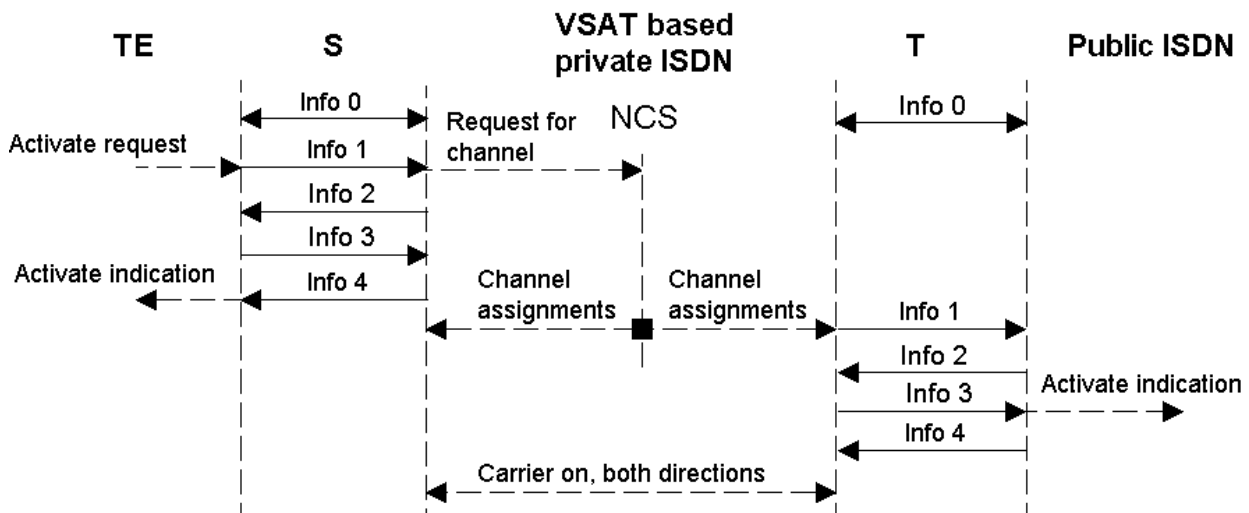 TE
S
VSAT based
private ISDN
T
Public ISDN
Info 0
Request for
channel
NCS
Info 0
Activate request
Info 1
Info 2
Info 3
Activate indication
Info 4
Channel
assignments
Channel
assignments
Info 1
Info 2
Info 3
Activate indication
Info 4
Carrier on, both directions